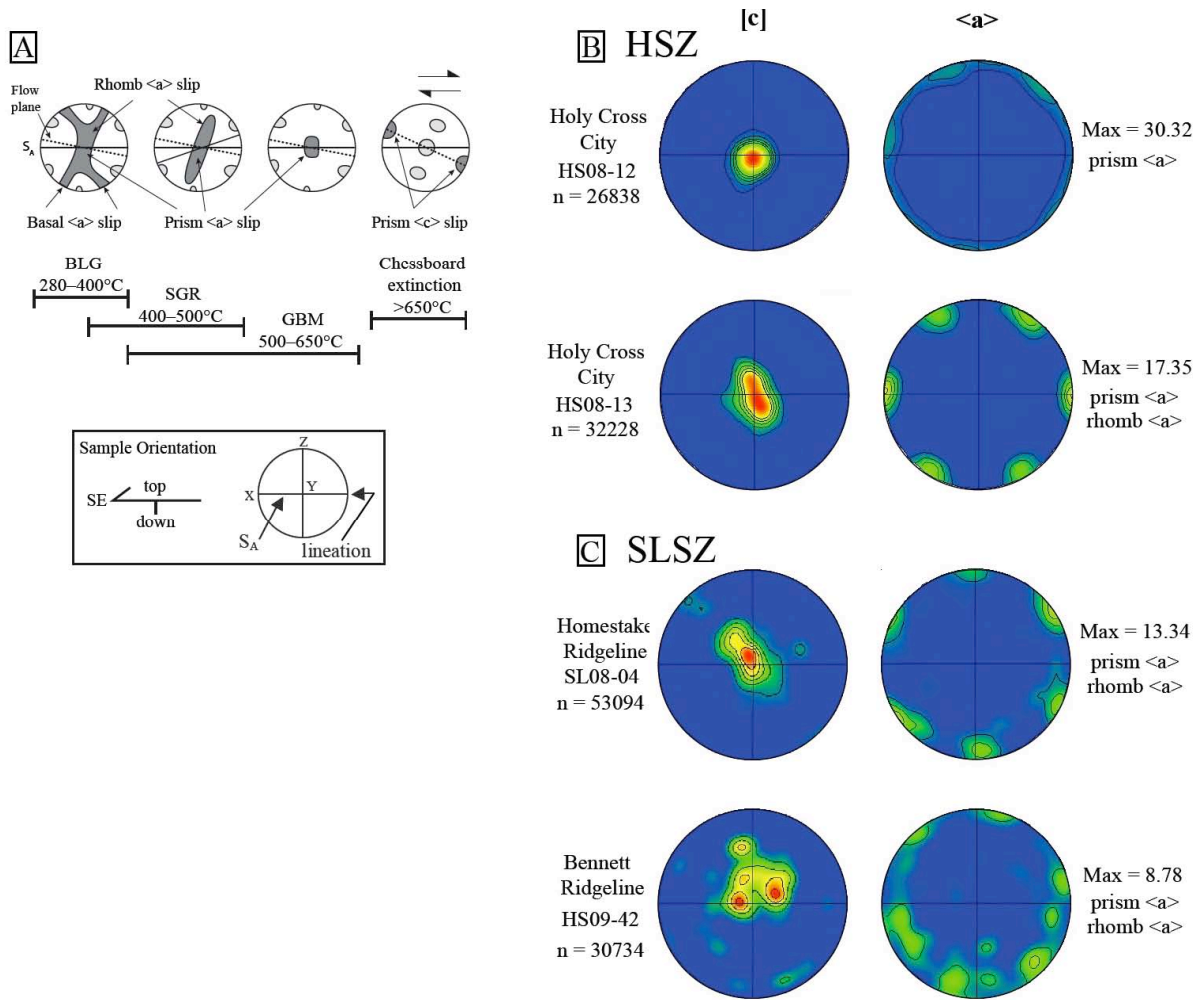 A
Rhomb <a> slip
Flow
plane
S_A
Basal <a> slip
Prism <a> slip
Prism <c> slip
BLG
280–400°C
SGR
400–500°C
GBM
500–650°C
Chessboard
extinction
>650°C
Sample Orientation
SE
top
down
Z
X
Y
S_A
lineation
[c]
<a>
B HSZ
Holy Cross
City
HS08-12
n = 26838
Max = 30.32
prism <a>
Holy Cross
City
HS08-13
n = 32228
Max = 17.35
prism <a>
rhomb <a>
C SLSZ
Homestake
Ridgeline
SL08-04
n = 53094
Max = 13.34
prism <a>
rhomb <a>
Bennett
Ridgeline
HS09-42
n = 30734
Max = 8.78
prism <a>
rhomb <a>